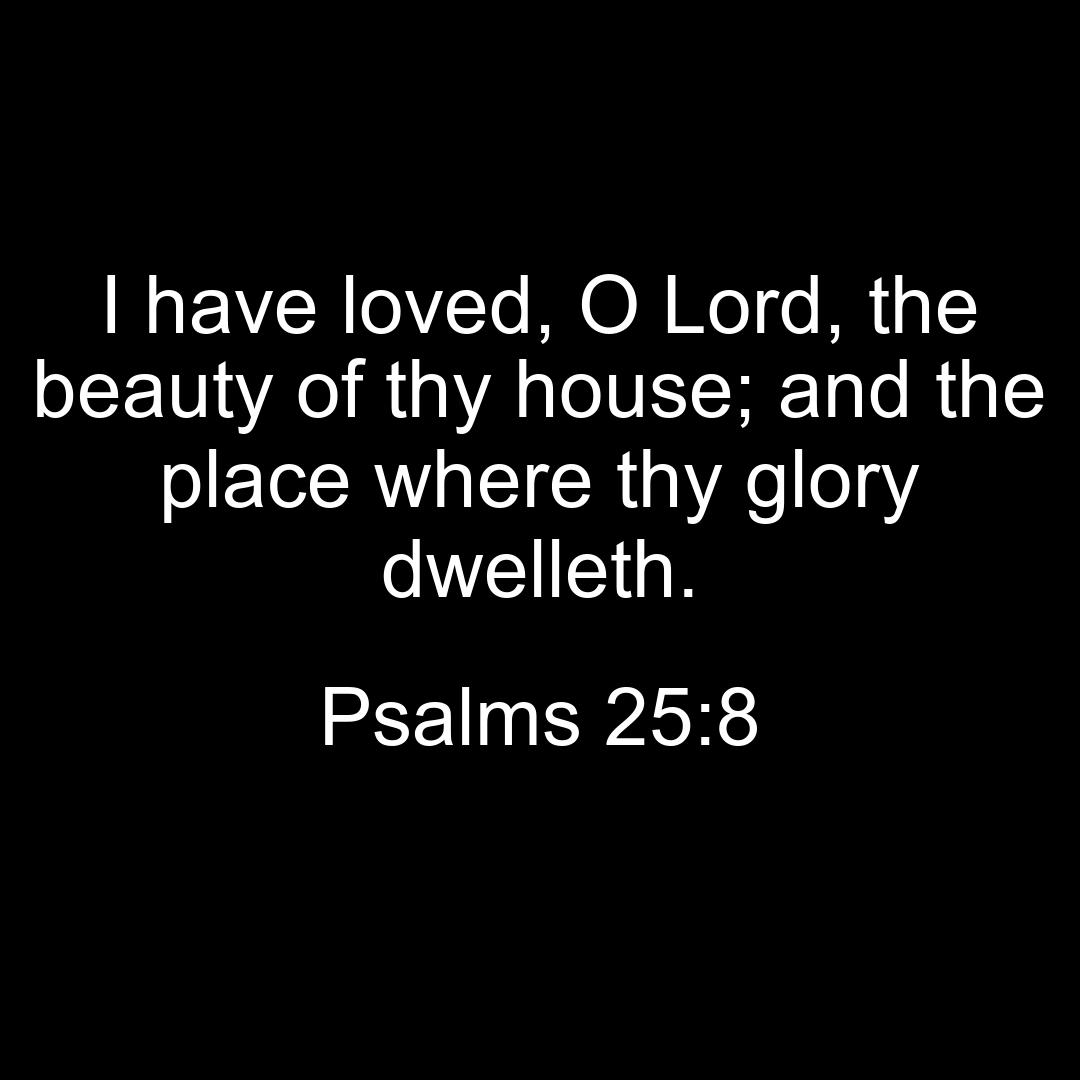 I have loved, O Lord, the
beauty of thy house; and the
place where thy glory
dwelleth.
Psalms 25:8